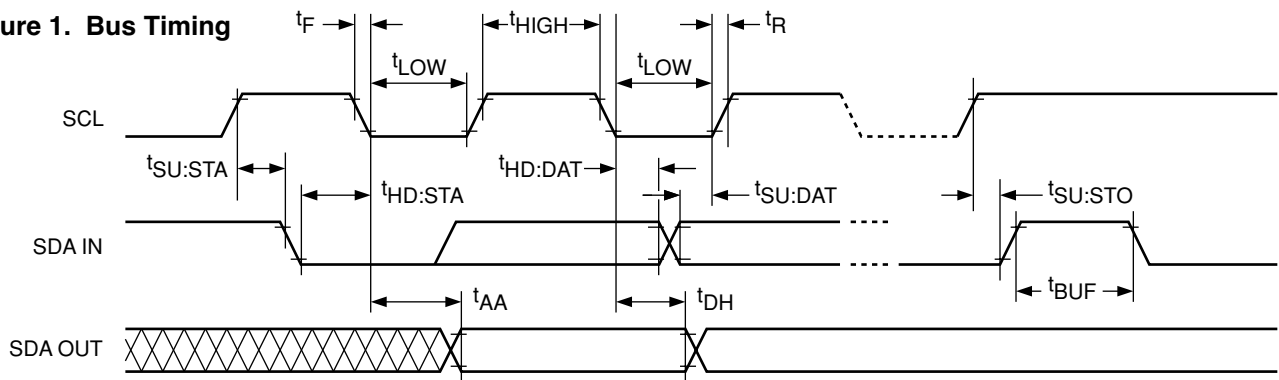 ure 1. Bus Timing
tF
tHIGH
tR
tLOW
tLOW
SCL
tSU:STA
tHD:STA
tHD:DAT
tSU:DAT
tSU:STO
SDA IN
tBUF
tAA
tDH
SDA OUT